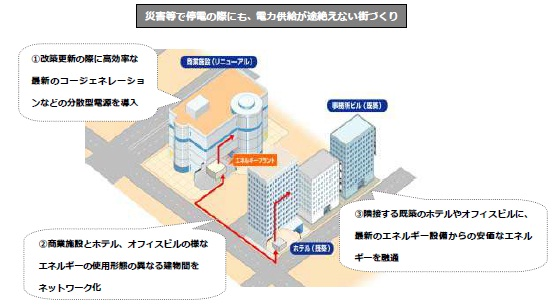 災害等で停電の際にも、電力供給が途絶えない街づくり
①改築更新の際に高効率な
最新のコージェネレーショ
ンなどの分散型電源を導入
商業施設(リニューアル)
事務所ビル(既築)
エネルギープラント
ホテル(既築)
②商業施設とホテル、オフィスビルの様な
エネルギーの使用形態の異なる建物間を
ネットワーク化
③隣接する既築のホテルやオフィスビルに、
最新のエネルギー設備からの安価なエネル
ギーを融通